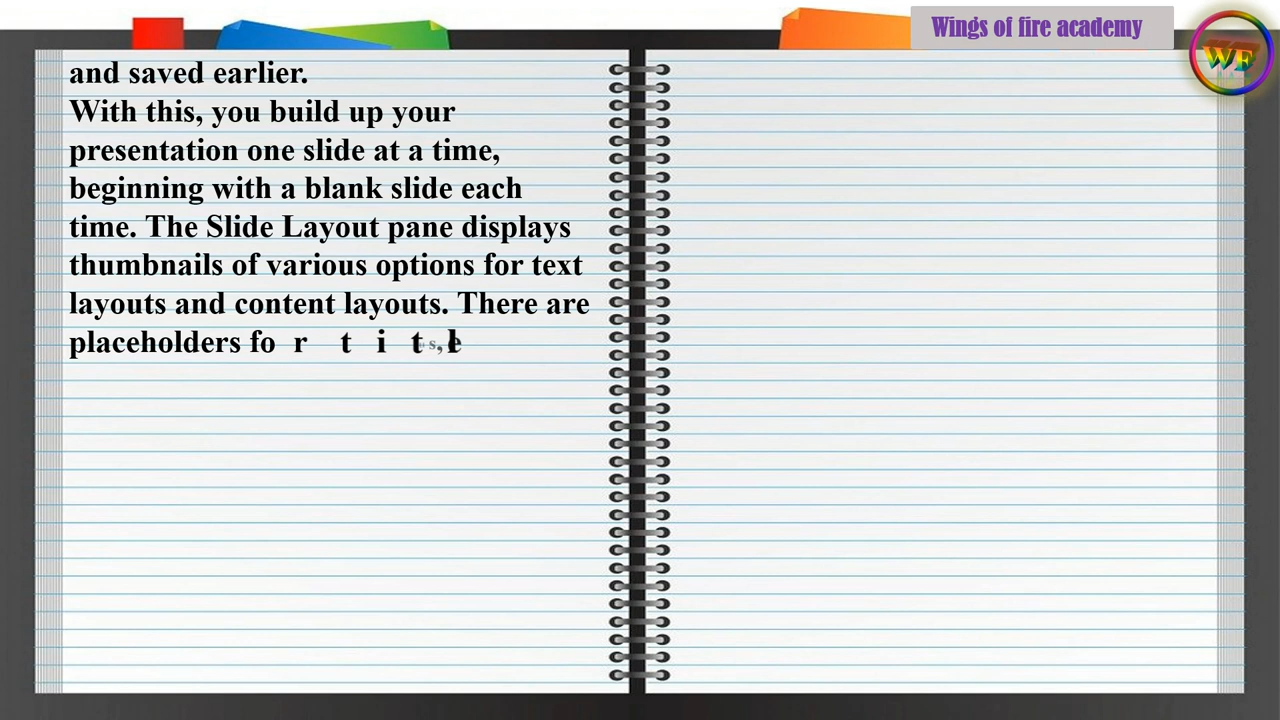 Wings of fire academy
WF
and saved earlier.
With this, you build up your
presentation one slide at a time,
beginning with a blank slide each
time. The Slide Layout pane displays
thumbnails of various options for text
layouts and content layouts. There are
placeholders for